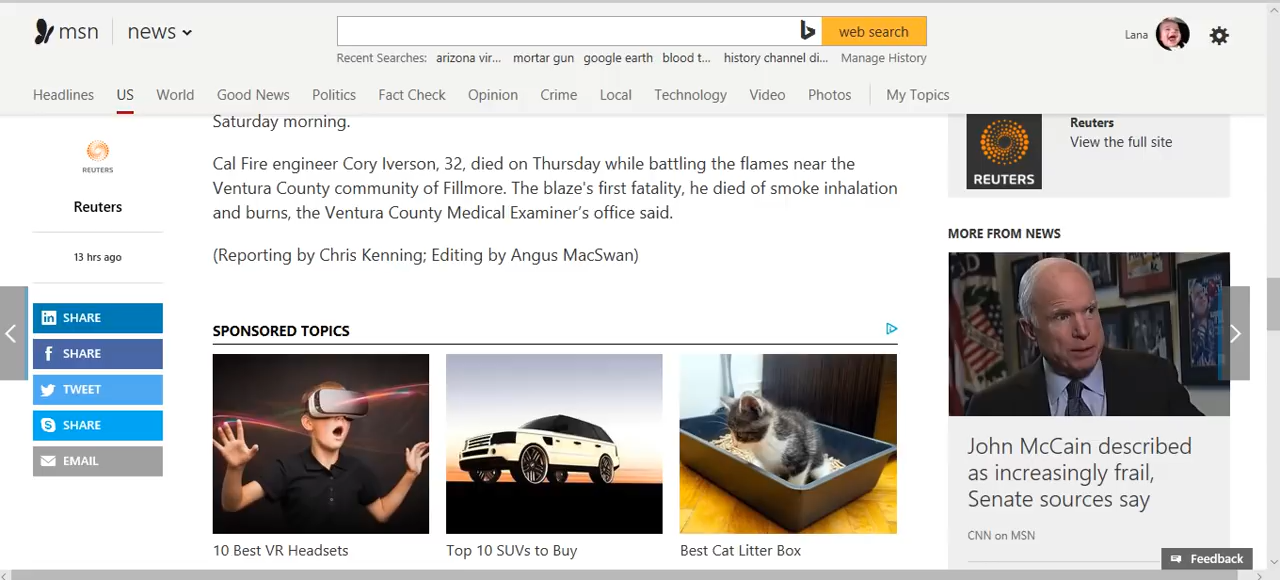 msn
news
web search
Lana
Recent Searches: arizona vir... mortar gun google earth blood t... history channel di... Manage History
Headlines US World Good News Politics Fact Check Opinion Crime Local Technology Video Photos My Topics
Saturday morning.
Cal Fire engineer Cory Iverson, 32, died on Thursday while battling the flames near the
Ventura County community of Fillmore. The blaze's first fatality, he died of smoke inhalation
and burns, the Ventura County Medical Examiner’s office said.
(Reporting by Chris Kenning; Editing by Angus MacSwan)
REUTERS
Reuters
13 hrs ago
in SHARE
f SHARE
TWEET
S SHARE
EMAIL
SPONSORED TOPICS
10 Best VR Headsets
Top 10 SUVs to Buy
Best Cat Litter Box
REUTERS
Reuters
View the full site
MORE FROM NEWS
John McCain described
as increasingly frail,
Senate sources say
CNN on MSN
Feedback